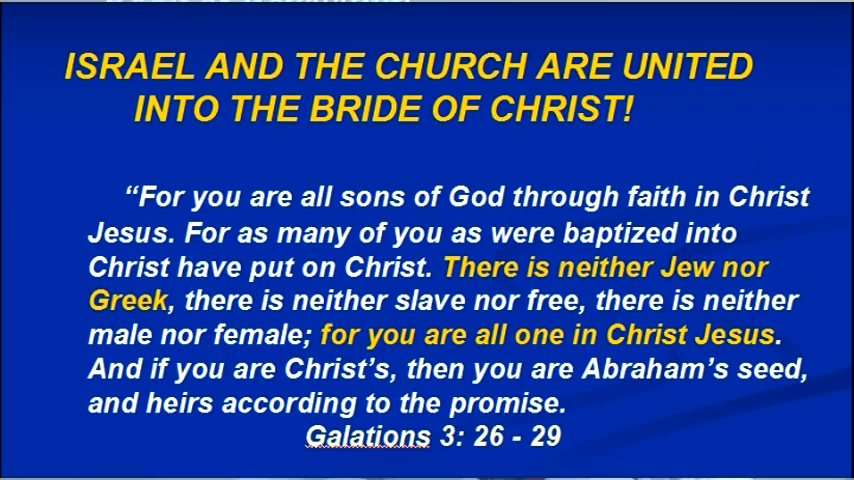 ISRAEL AND THE CHURCH ARE UNITED
INTO THE BRIDE OF CHRIST!
“For you are all sons of God through faith in Christ
Jesus. For as many of you as were baptized into
Christ have put on Christ. There is neither Jew nor
Greek, there is neither slave nor free, there is neither
male nor female; for you are all one in Christ Jesus.
And if you are Christ’s, then you are Abraham’s seed,
and heirs according to the promise.
Galations 3: 26 - 29